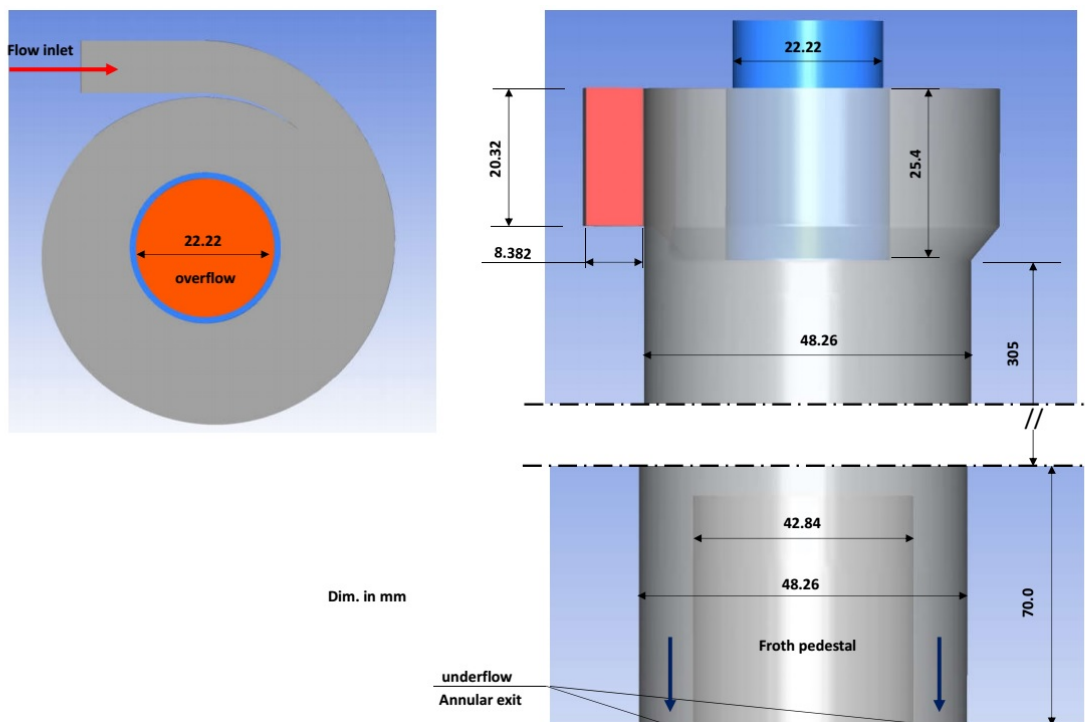 Flow inlet
22.22
overflow
22.22
20.32
25.4
8.382
48.26
305
//
42.84
48.26
70.0
Dim. in mm
Froth pedestal
underflow
Annular exit